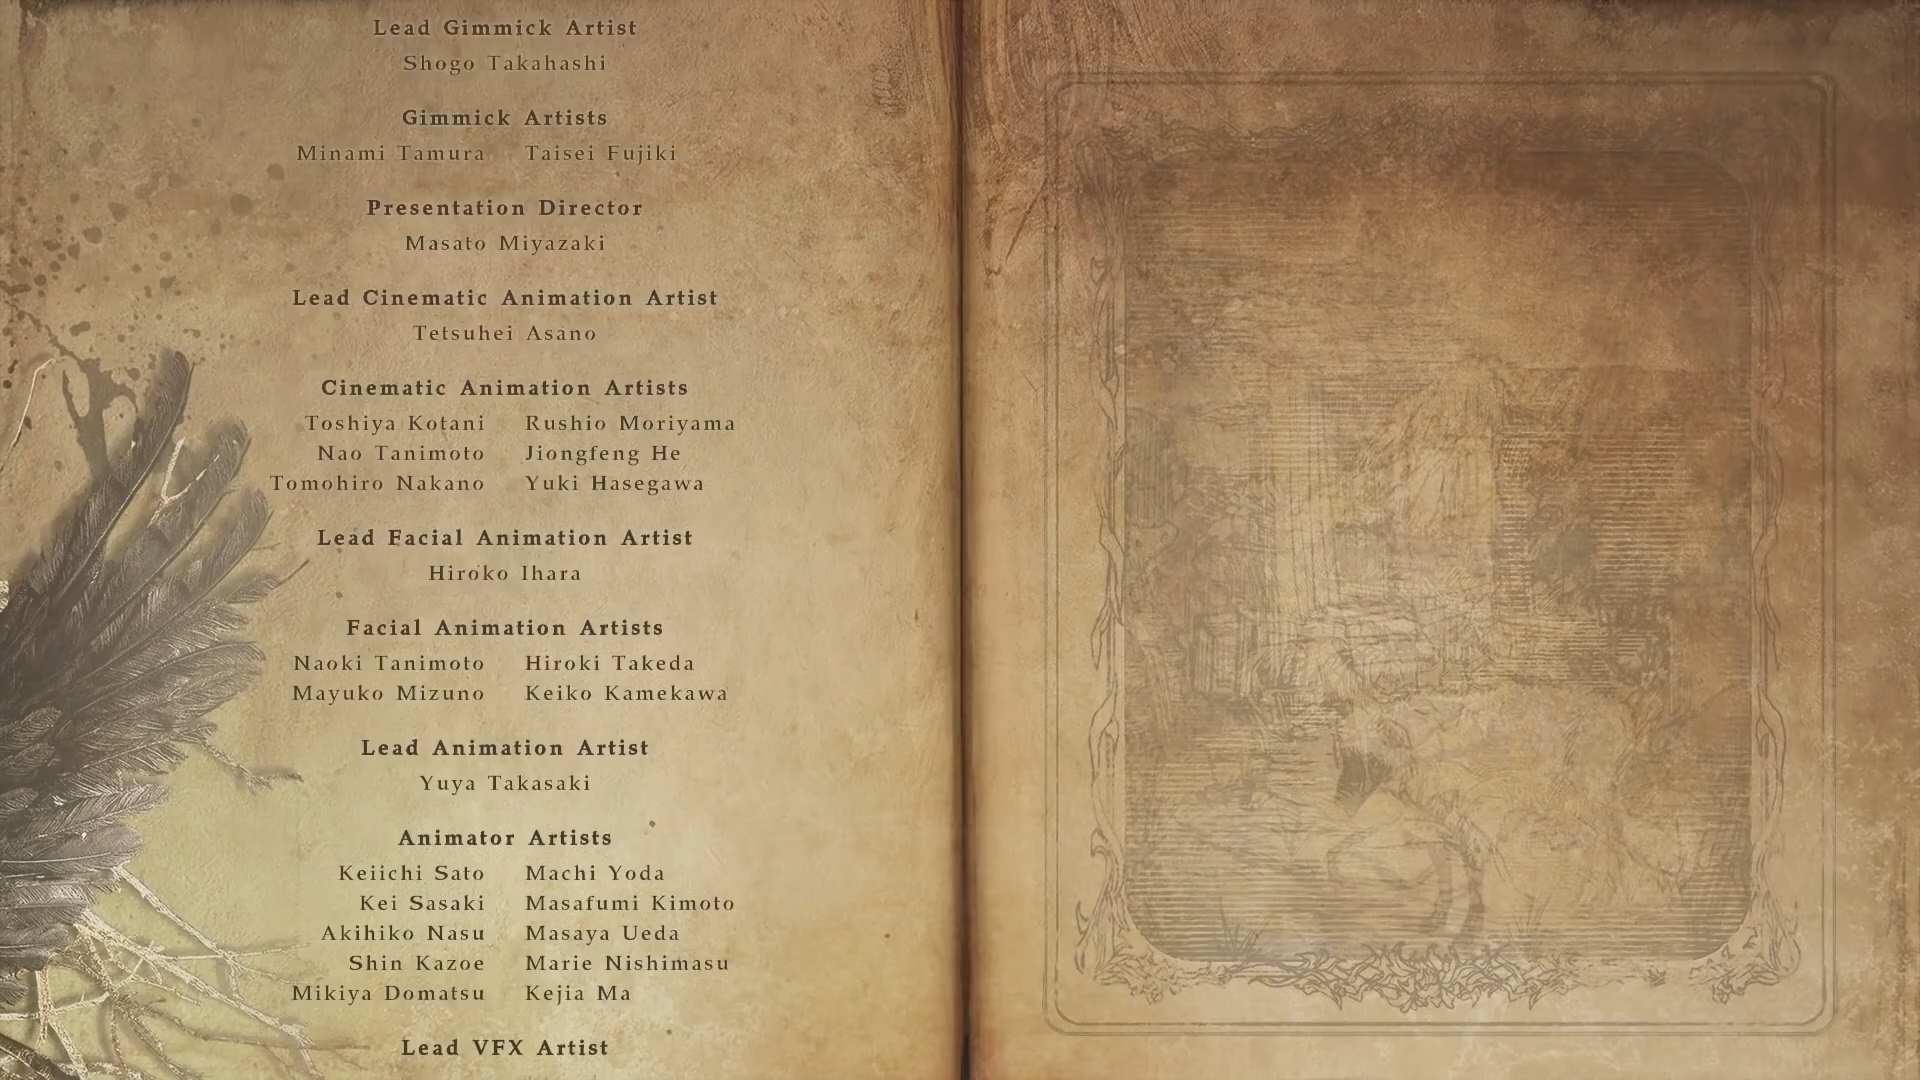 Lead Gimmick Artist
Shogo Takahashi
Gimmick Artists
Minami Tamura Taisei Fujiki
Presentation Director
Masato Miyazaki
Lead Cinematic Animation Artist
Tetsuhei Asano
Cinematic Animation Artists
Toshiya Kotani Rushio Moriyama
Nao Tanimoto Jiongfeng He
Tomohiro Nakano Yuki Hasegawa
Lead Facial Animation Artist
Hiroko Ihara
Facial Animation Artists
Naoki Tanimoto Hiroki Takeda
Mayuko Mizuno Keiko Kamekawa
Lead Animation Artist
Yuya Takasaki
Animator Artists
Keiichi Sato Machi Yoda
Kei Sasaki Masafumi Kimoto
Akihiko Nasu Masaya Ueda
Shin Kazoe Marie Nishimasu
Mikiya Domatsu Kejia Ma
Lead VFX Artist